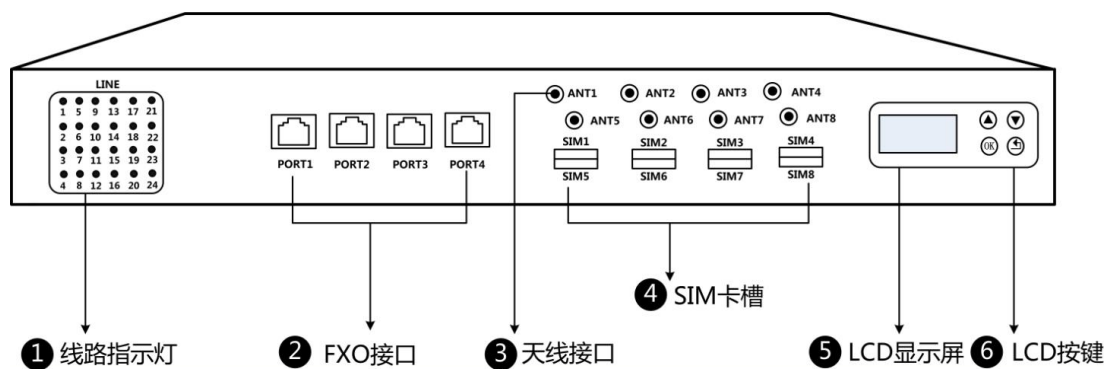 LINE
1 5 9 13 17 21
2 6 10 14 18 22
3 7 11 15 19 23
4 8 12 16 20 24
PORT1 PORT2 PORT3 PORT4
ANT1 ANT2 ANT3 ANT4
ANT5 ANT6 ANT7 ANT8
SIM1 SIM2 SIM3 SIM4
SIM5 SIM6 SIM7 SIM8
OK
4 SIM卡槽
1 线路指示灯
2 FXO接口
3 天线接口
5 LCD显示屏
6 LCD按键